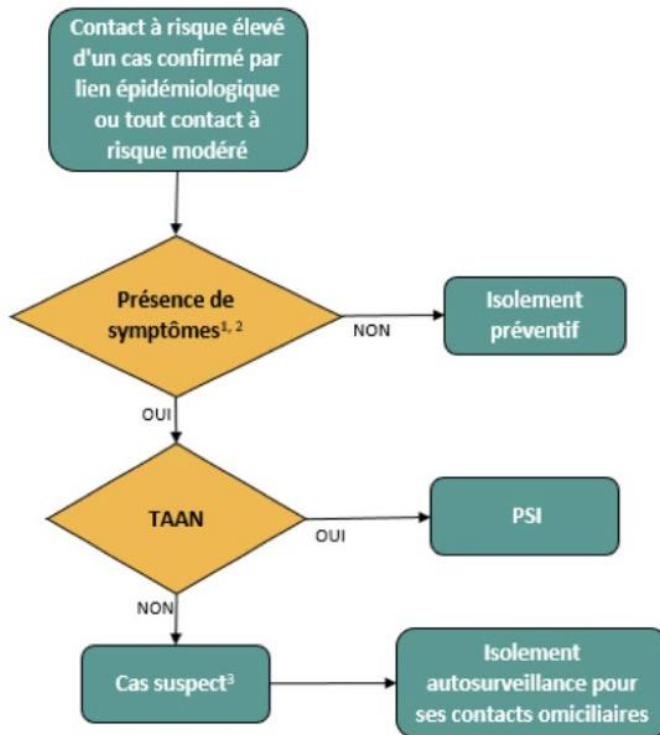 Contact à risque élevé
d'un cas confirmé par
lien épidémiologique
ou tout contact à
risque modéré
Présence de
symptômes¹, ²
NON
Isolement
préventif
OUI
TAAN
OUI
PSI
NON
Cas suspect³
Isolement
autosurveillance pour
ses contacts omiciliaires